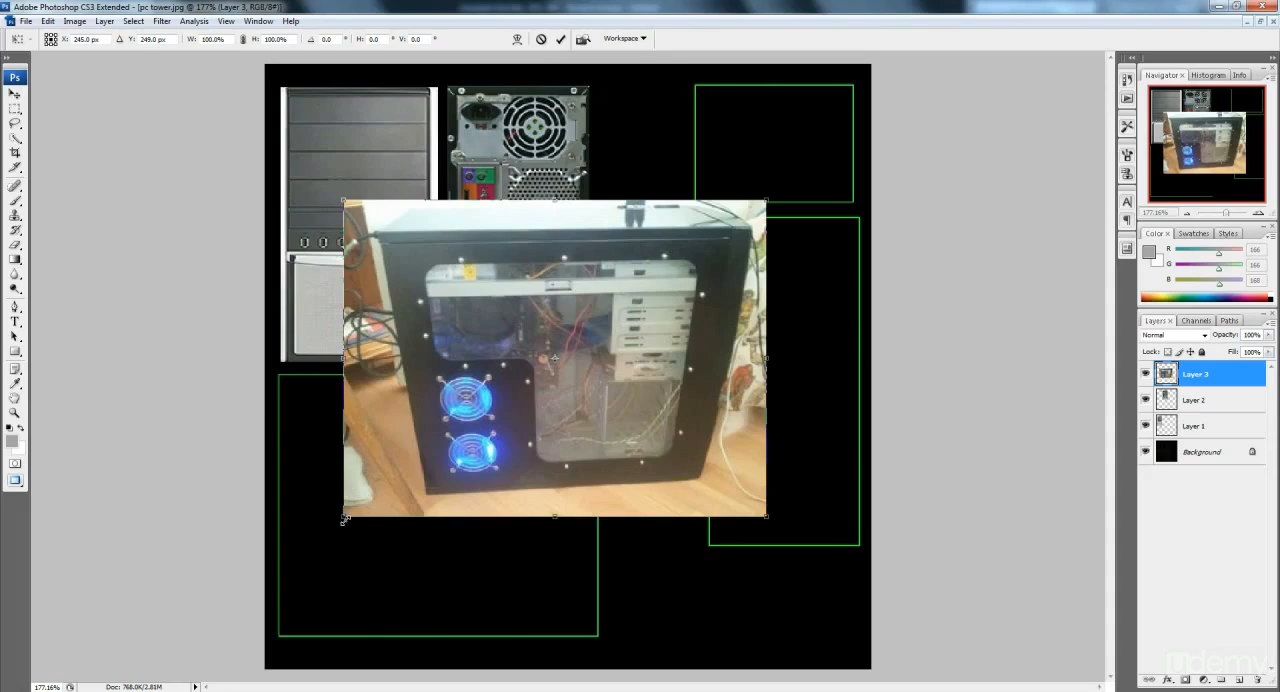 Adobe Photoshop CS3 Extended - [pc tower.jpg @ 177% (Layer 3, RGB/8#)]
File Edit Image Layer Select Filter Analysis View Window Help
X: 245.0 px Y: 249.0 px W: 100.0% H: 100.0% 0.0 ° H: 0.0 ° V: 0.0 ° Workspace
Ps
Navigator × Histogram Info
177.16%
Color × Swatches Styles
R 166
G 166
B 168
Layers × Channels Paths
Normal Opacity: 100%
Lock: Fill: 100%
Layer 3
Layer 2
Layer 1
Background
177.16% Doc: 768.0K/2.81M
udemy